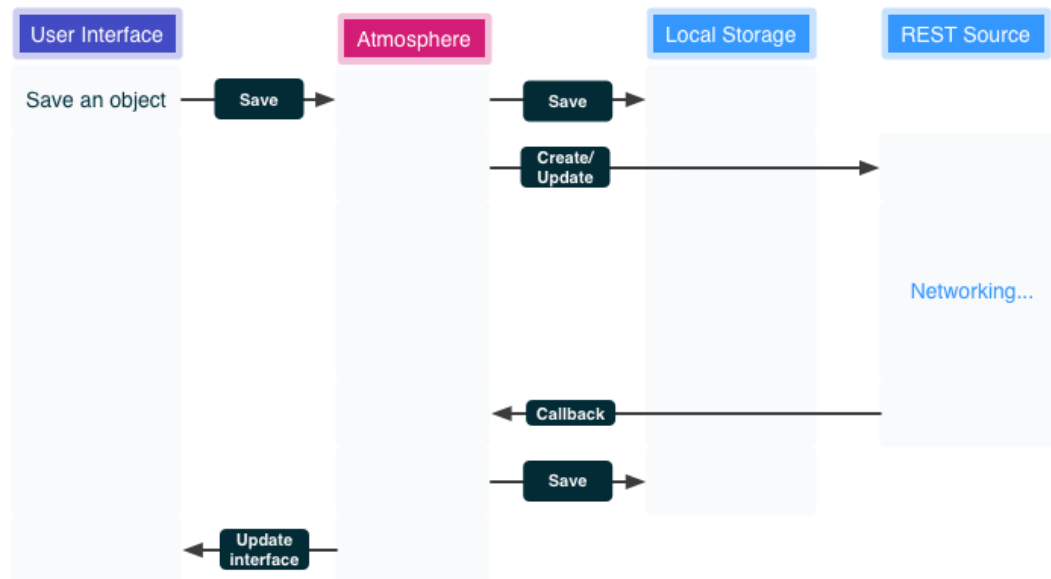 User Interface
Atmosphere
Local Storage
REST Source
Save an object
Save
Save
Create/
Update
Networking...
Callback
Save
Update
interface